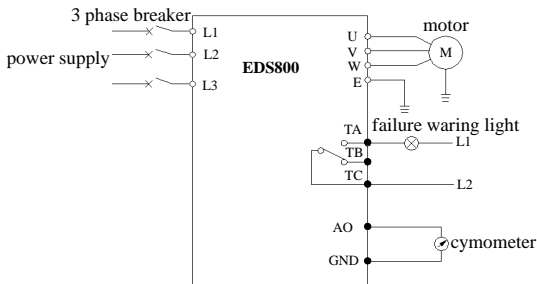 3 phase breaker
L1
power supply
L2
L3
EDS800
U
V
W
E
motor
M
TA
failure waring light
L1
TB
TC
L2
AO
GND
cymometer